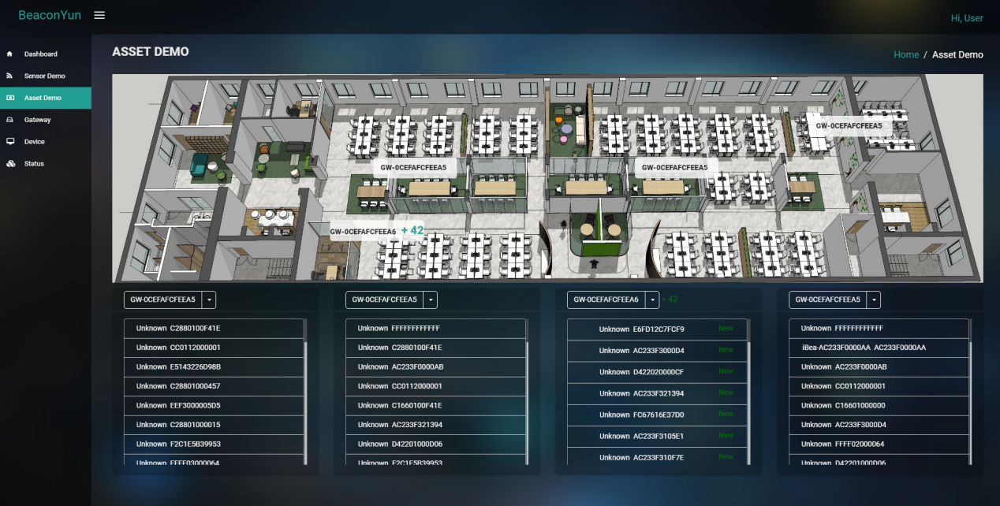 BeaconYun
Hi, User
Dashboard
Sensor Demo
Asset Demo
Gateway
Device
Status
ASSET DEMO
Home / Asset Demo
GW-0CEFAFCFEEA5
GW-0CEFAFCFEEA5
GW-0CEFAFCFEEA5
GW-0CEFAFCFEEA6 + 42
GW-0CEFAFCFEEA5
Unknown C2880100F41E
Unknown CC0112000001
Unknown E5143226D98B
Unknown C28801000457
Unknown EEF3000005D5
Unknown C28801000015
Unknown F2C1E5B39953
Unknown FFFF03000064
GW-0CEFAFCFEEA5
Unknown FFFFFFFFFFFF
Unknown C2880100F41E
Unknown AC233F0000AB
Unknown CC0112000001
Unknown C1660100F41E
Unknown AC233F321394
Unknown D42201000D06
Unknown F2C1E5B39953
GW-0CEFAFCFEEA6 + 42
Unknown E6FD12C7FCF9 New
Unknown AC233F3000D4 New
Unknown D422020000CF New
Unknown AC233F321394 New
Unknown FC67616E37D0 New
Unknown AC233F3105E1 New
Unknown AC233F310F7E New
GW-0CEFAFCFEEA5
Unknown FFFFFFFFFFFF
iBea-AC233F0000AA AC233F0000AA
Unknown AC233F0000AB
Unknown CC0112000001
Unknown C16601000000
Unknown AC233F3000D4
Unknown FFFF02000064
Unknown D42201000D06